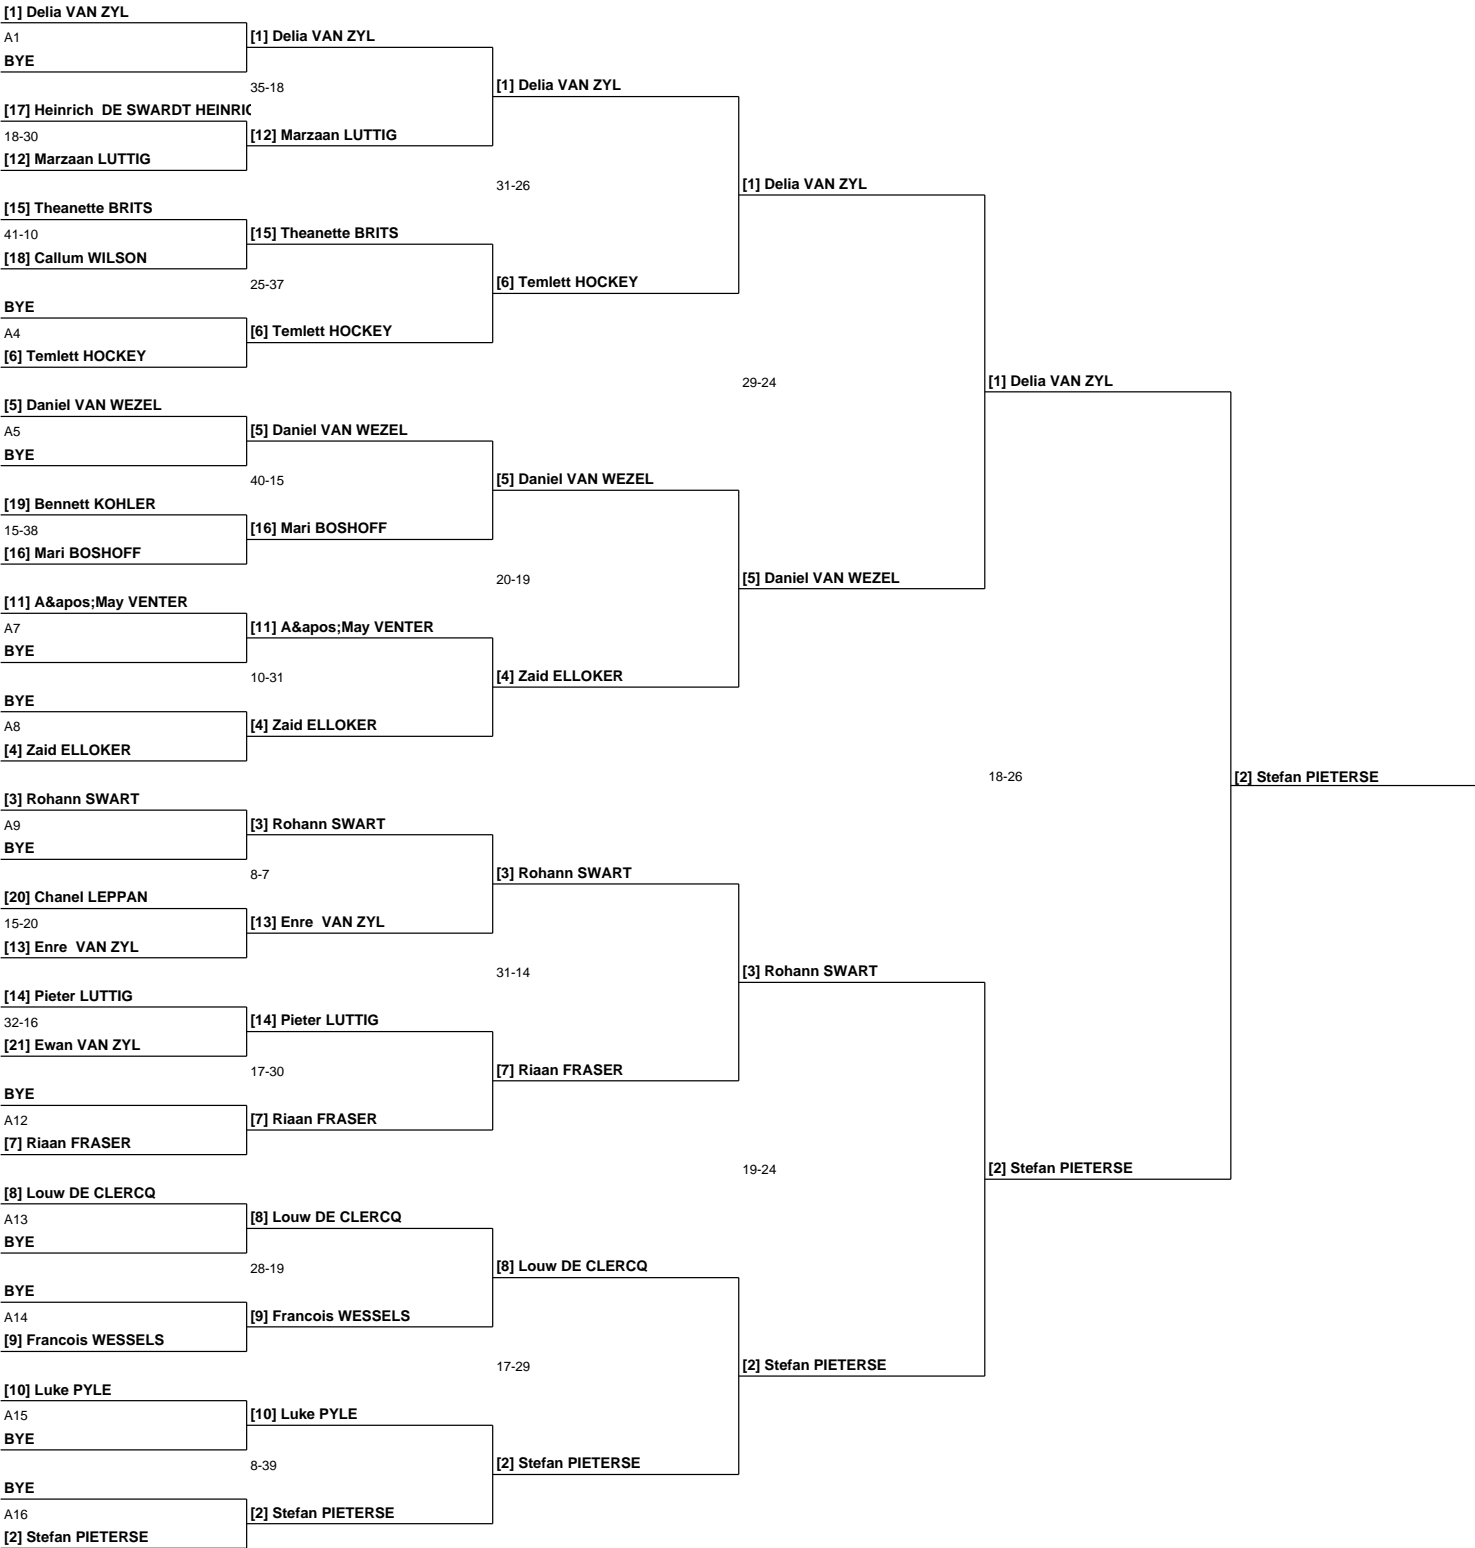 [1] Delia VAN ZYL
A1
BYE
[17] Heinrich  DE SWARDT HEINRIC
18-30
[12] Marzaan LUTTIG
[15] Theanette BRITS
41-10
[18] Callum WILSON
BYE
A4
[6] Temlett HOCKEY
[5] Daniel VAN WEZEL
A5
BYE
[19] Bennett KOHLER
15-38
[16] Mari BOSHOFF
[11] A&apos;May VENTER
A7
BYE
BYE
A8
[4] Zaid ELLOKER
[3] Rohann SWART
A9
BYE
[20] Chanel LEPPAN
15-20
[13] Enre  VAN ZYL
[14] Pieter LUTTIG
32-16
[21] Ewan VAN ZYL
BYE
A12
[7] Riaan FRASER
[8] Louw DE CLERCQ
A13
BYE
BYE
A14
[9] Francois WESSELS
[10] Luke PYLE
A15
BYE
BYE
A16
[2] Stefan PIETERSE
[1] Delia VAN ZYL
35-18
[12] Marzaan LUTTIG
[15] Theanette BRITS
25-37
[6] Temlett HOCKEY
[5] Daniel VAN WEZEL
40-15
[16] Mari BOSHOFF
[11] A&apos;May VENTER
10-31
[4] Zaid ELLOKER
[3] Rohann SWART
8-7
[13] Enre  VAN ZYL
[14] Pieter LUTTIG
17-30
[7] Riaan FRASER
[8] Louw DE CLERCQ
28-19
[9] Francois WESSELS
[10] Luke PYLE
8-39
[2] Stefan PIETERSE
[1] Delia VAN ZYL
31-26
[6] Temlett HOCKEY
[5] Daniel VAN WEZEL
20-19
[4] Zaid ELLOKER
[3] Rohann SWART
31-14
[7] Riaan FRASER
[8] Louw DE CLERCQ
17-29
[2] Stefan PIETERSE
[1] Delia VAN ZYL
29-24
[5] Daniel VAN WEZEL
[3] Rohann SWART
19-24
[2] Stefan PIETERSE
[1] Delia VAN ZYL
18-26
[2] Stefan PIETERSE
[2] Stefan PIETERSE